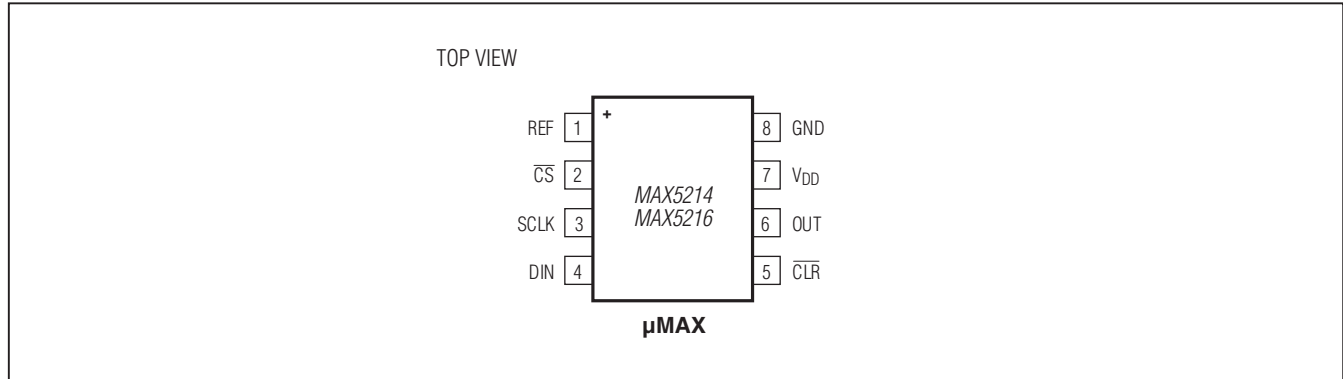 TOP VIEW
REF 1
+
8 GND
CS 2
7 VDD
MAX5214
MAX5216
SCLK 3
6 OUT
DIN 4
5 CLR
µMAX